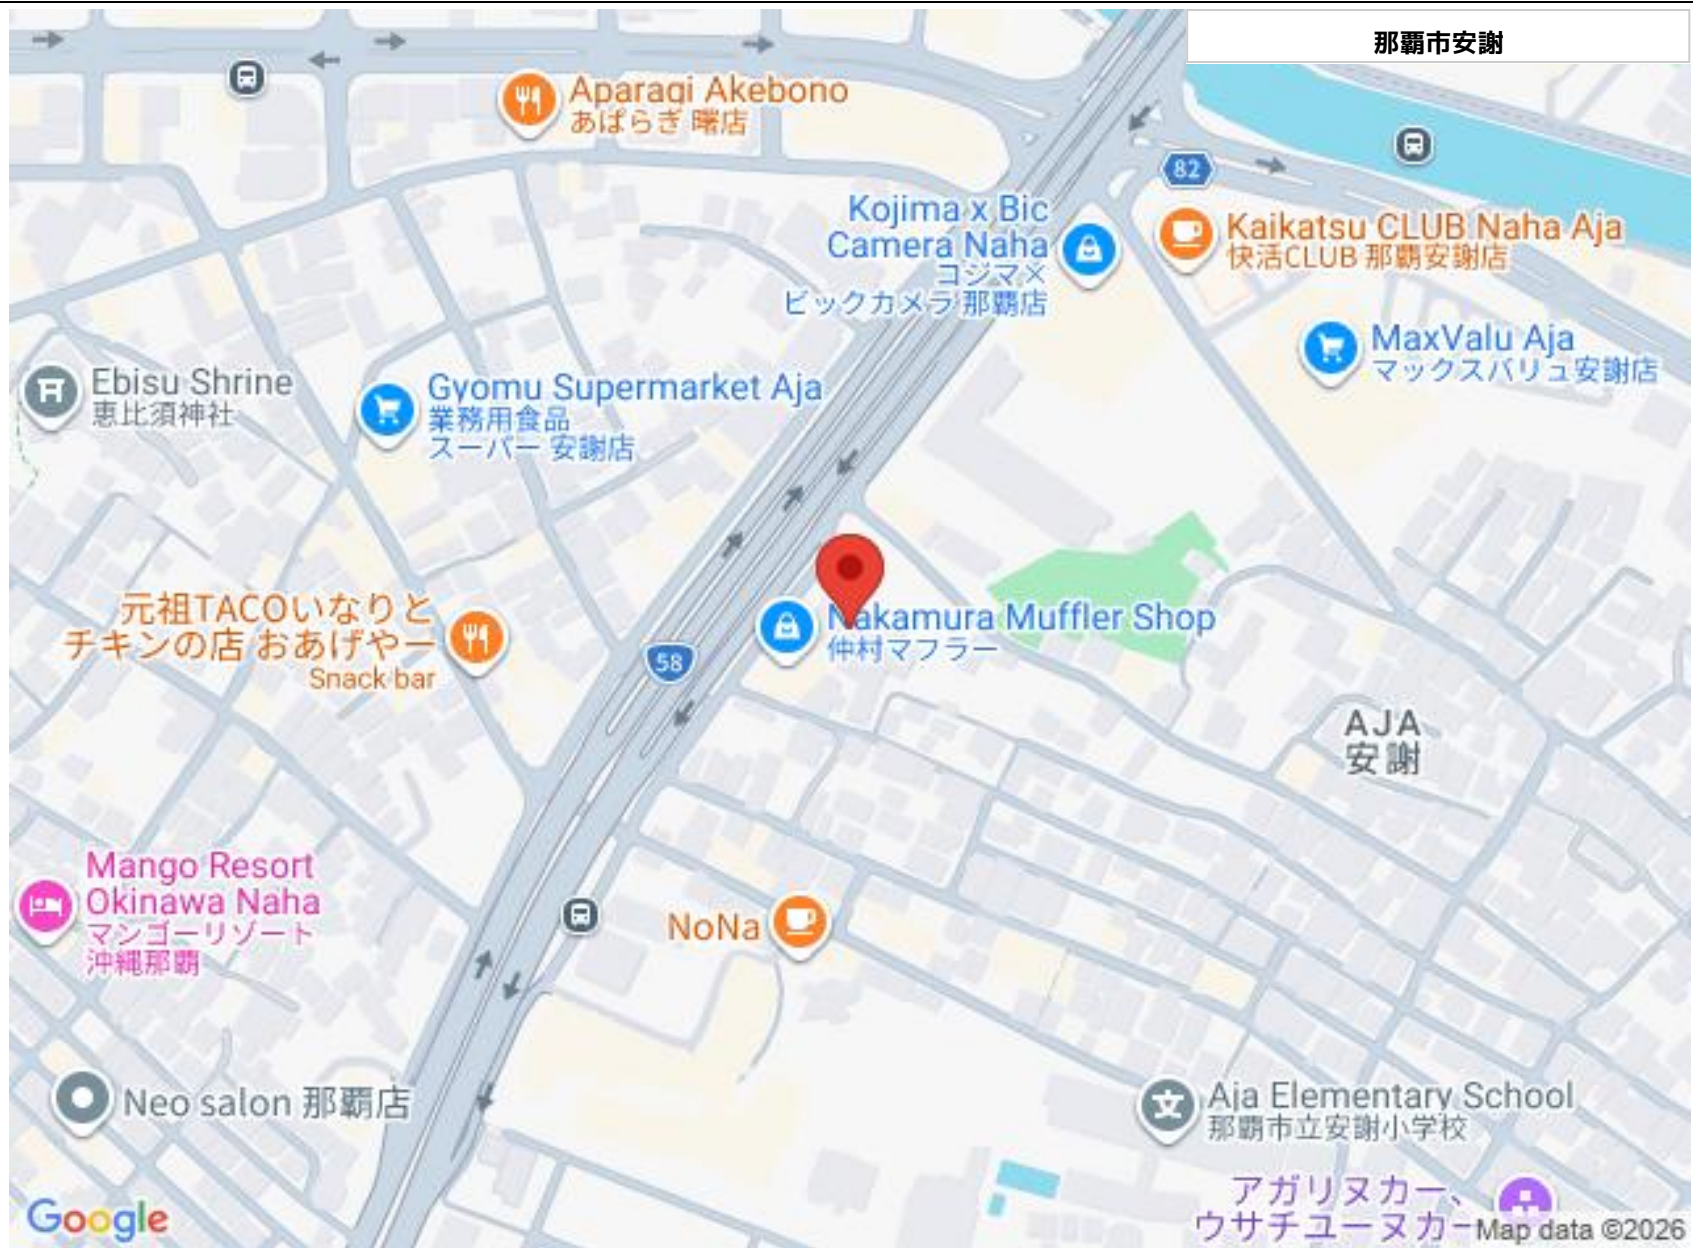 那覇市安謝
Aparagi Akebono
あぱらぎ 曙店
82
Kojima x Bic
Camera Naha
コジマ×
ビックカメラ 那覇店
Kaikatsu CLUB Naha Aja
快活CLUB 那覇安謝店
MaxValu Aja
マックスバリュ安謝店
Ebisu Shrine
恵比須神社
Gyomu Supermarket Aja
業務用食品
スーパー 安謝店
元祖TACOいなりと
チキンの店 おあげやー
Snack bar
58
Nakamura Muffler Shop
仲村マフラー
AJA
安謝
Mango Resort
Okinawa Naha
マンゴーリゾート
沖縄那覇
NoNa
Neo salon 那覇店
Aja Elementary School
那覇市立安謝小学校
アガリヌカー、
ウサチユーヌカー
Google
Map data ©2026